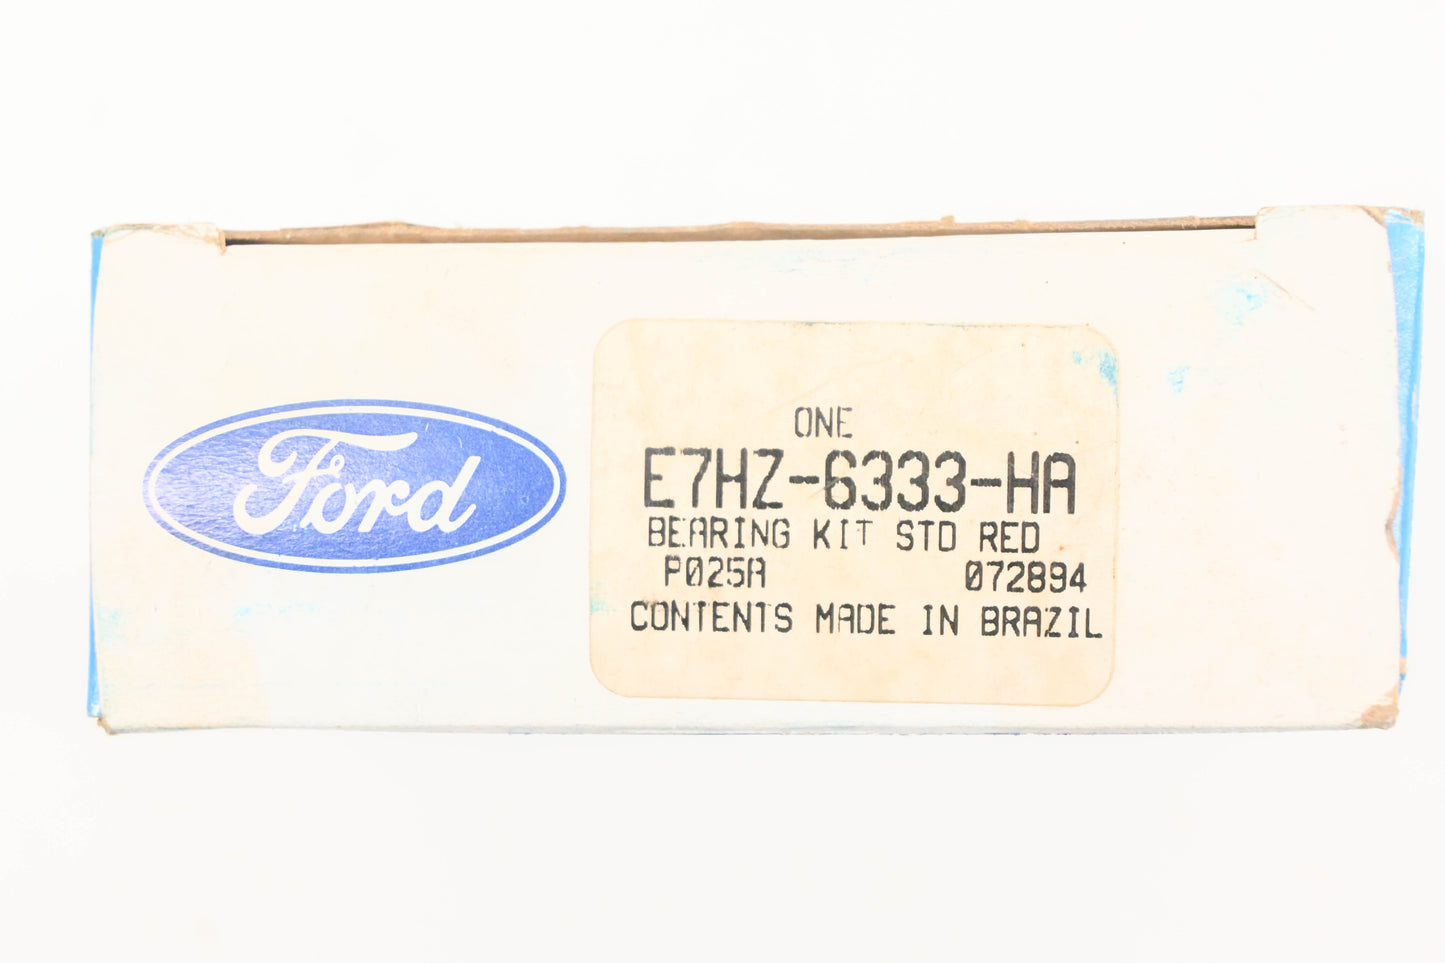 Ford
ONE
E7HZ-6333-HA
BEARING KIT STD RED
P025A 072894
CONTENTS MADE IN BRAZIL